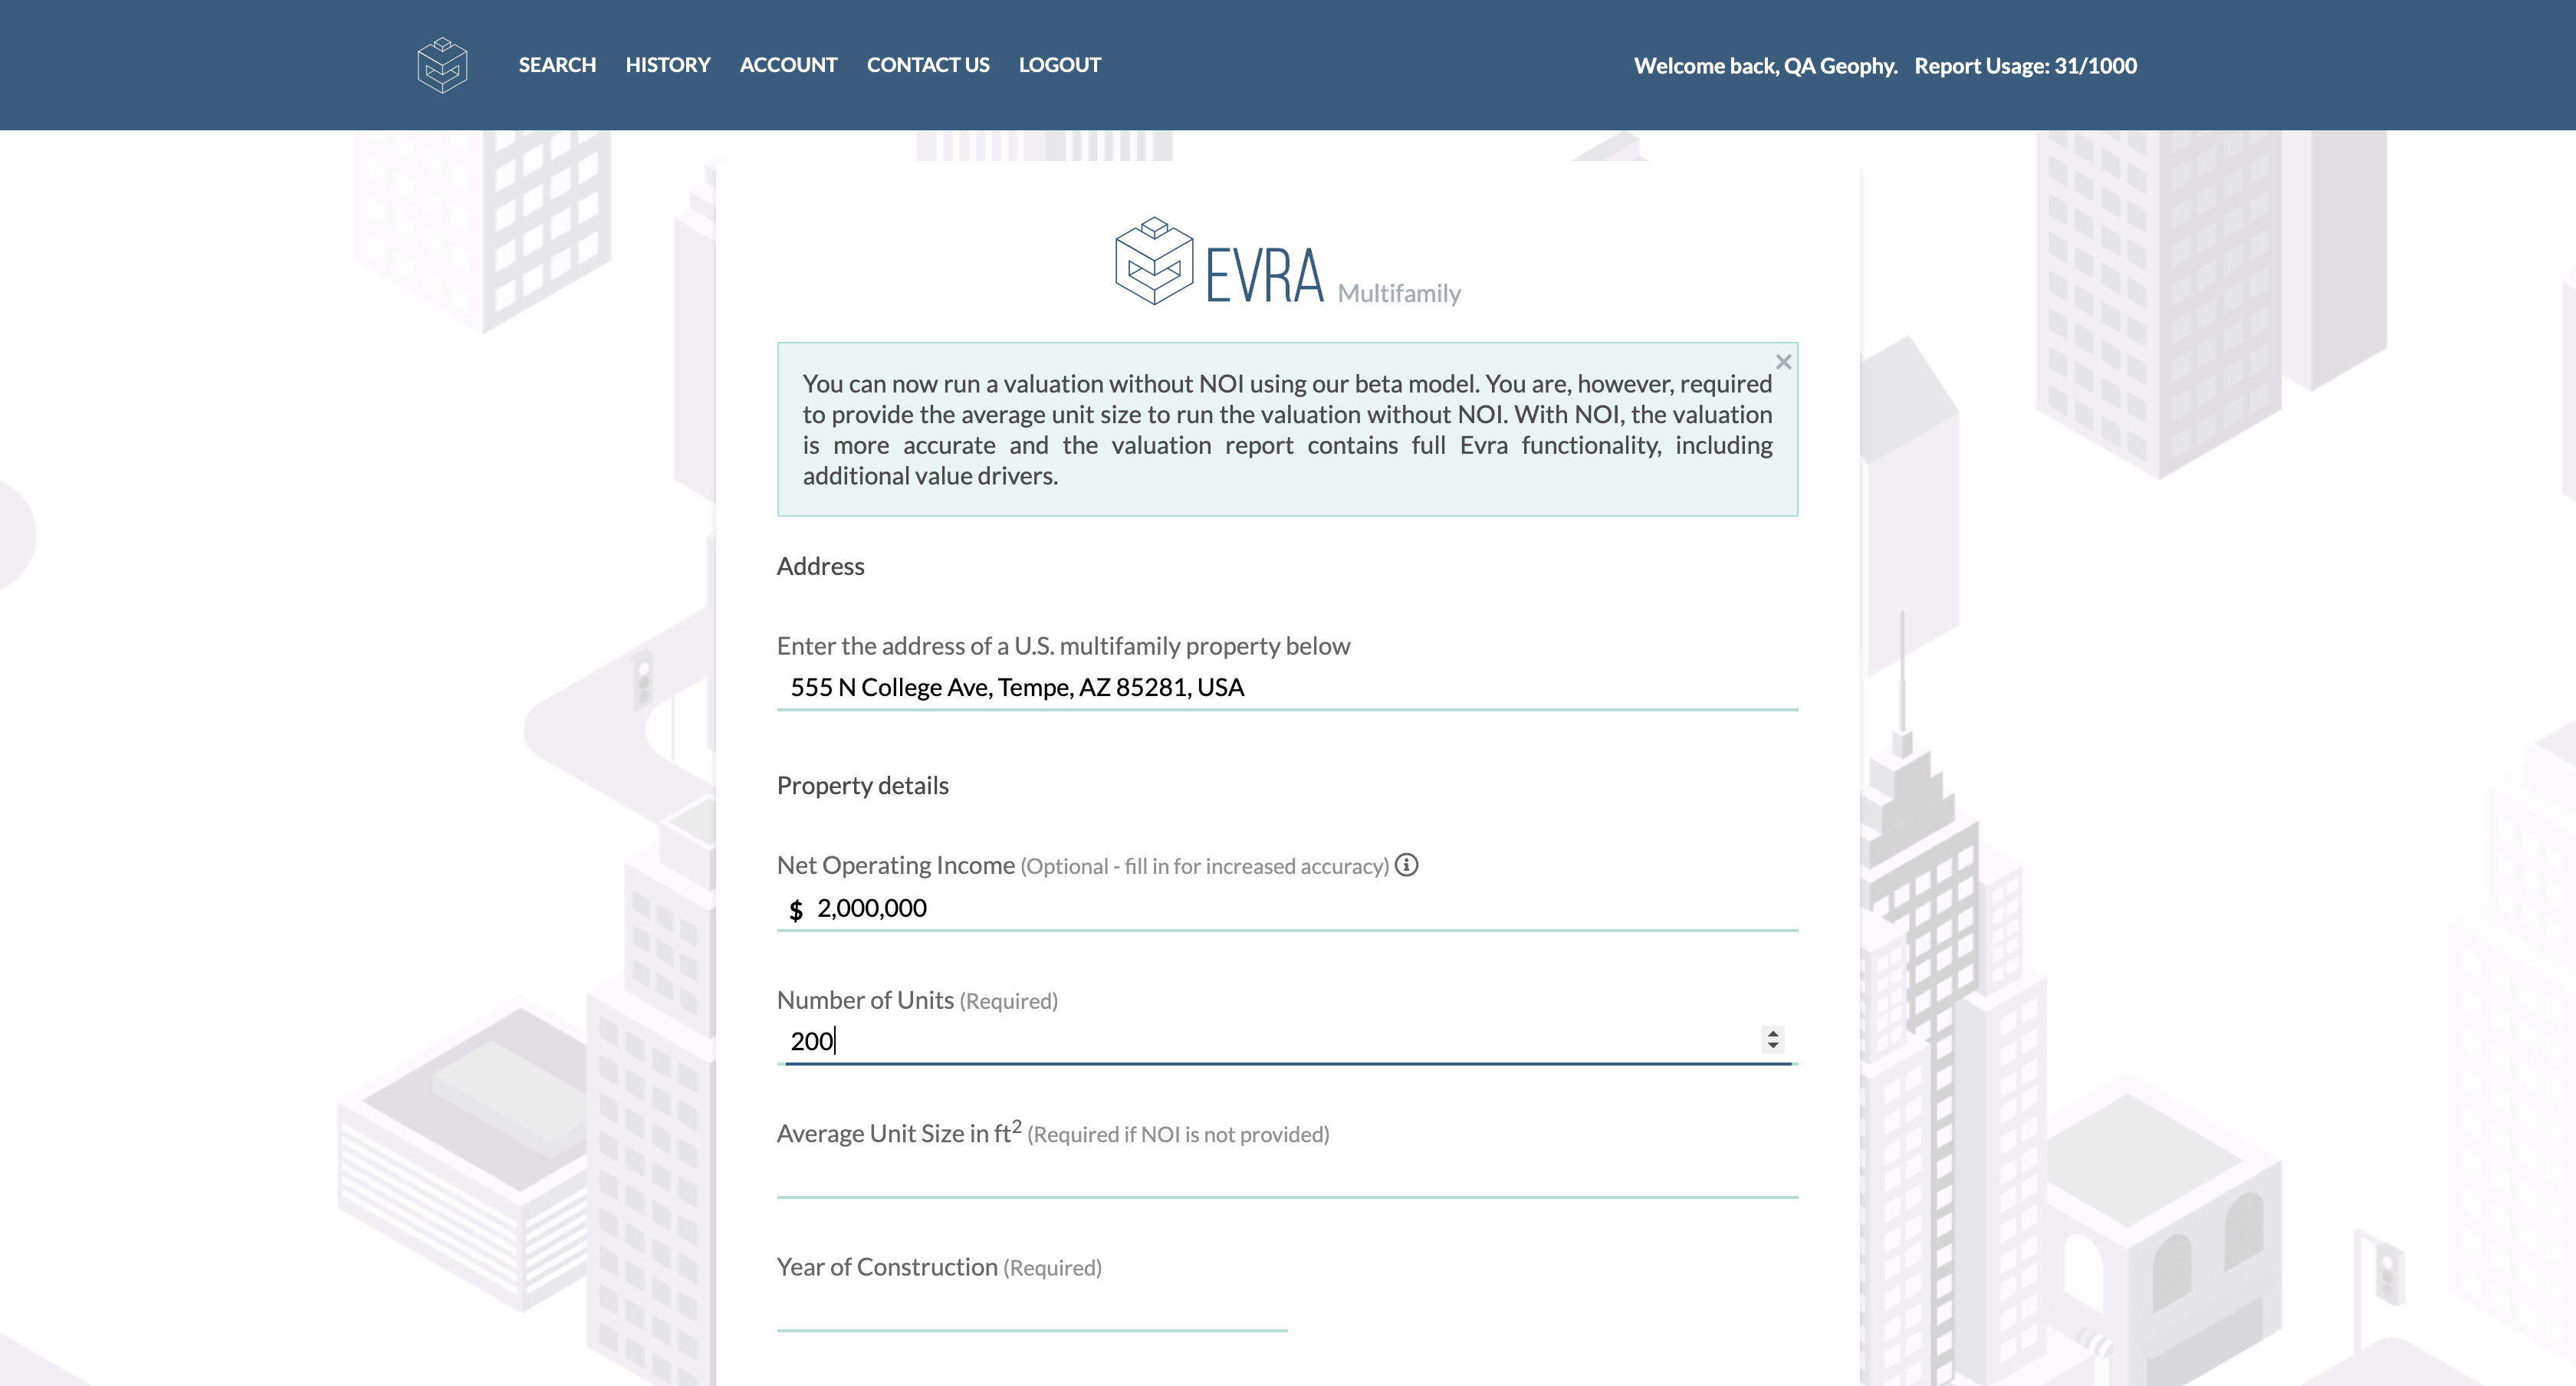 SEARCH HISTORY ACCOUNT CONTACT US LOGOUT Welcome back, QA Geophy. Report Usage: 31/1000
EVRA Multifamily
You can now run a valuation without NOI using our beta model. You are, however, required
to provide the average unit size to run the valuation without NOI. With NOI, the valuation
is more accurate and the valuation report contains full Evra functionality, including
additional value drivers.
Address
Enter the address of a U.S. multifamily property below
555 N College Ave, Tempe, AZ 85281, USA
Property details
Net Operating Income (Optional - fill in for increased accuracy)
$ 2,000,000
Number of Units (Required)
200
Average Unit Size in ft² (Required if NOI is not provided)
Year of Construction (Required)